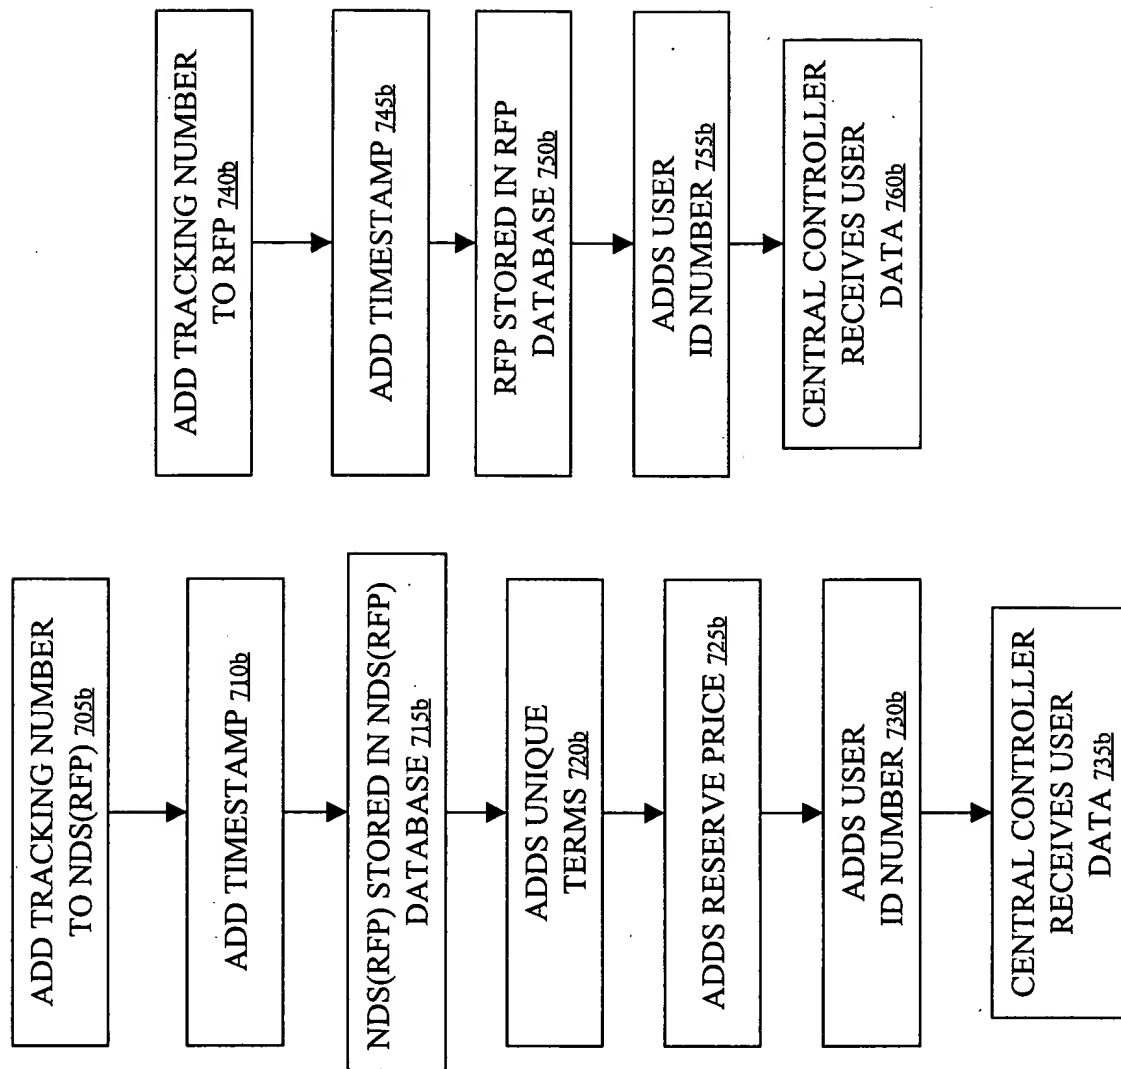 ADD TRACKING NUMBER
TO NDS(RFP) 705b
ADD TIMESTAMP 710b
NDS(RFP) STORED IN NDS(RFP)
DATABASE 715b
ADDS UNIQUE
TERMS 720b
ADDS RESERVE PRICE 725b
ADDS USER
ID NUMBER 730b
CENTRAL CONTROLLER
RECEIVES USER
DATA 735b
ADD TRACKING NUMBER
TO RFP 740b
ADD TIMESTAMP 745b
RFP STORED IN RFP
DATABASE 750b
ADDS USER
ID NUMBER 755b
CENTRAL CONTROLLER
RECEIVES USER
DATA 760b